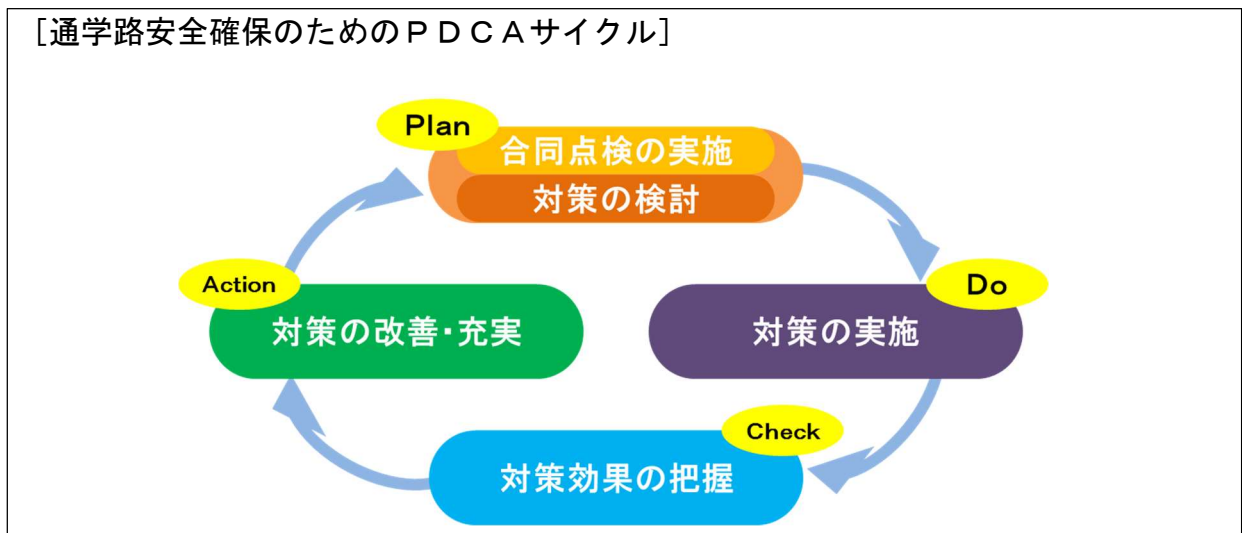 ［通学路安全確保のためのＰＤＣＡサイクル］
Plan
合同点検の実施
対策の検討
Do
対策の実施
Check
対策効果の把握
Action
対策の改善・充実